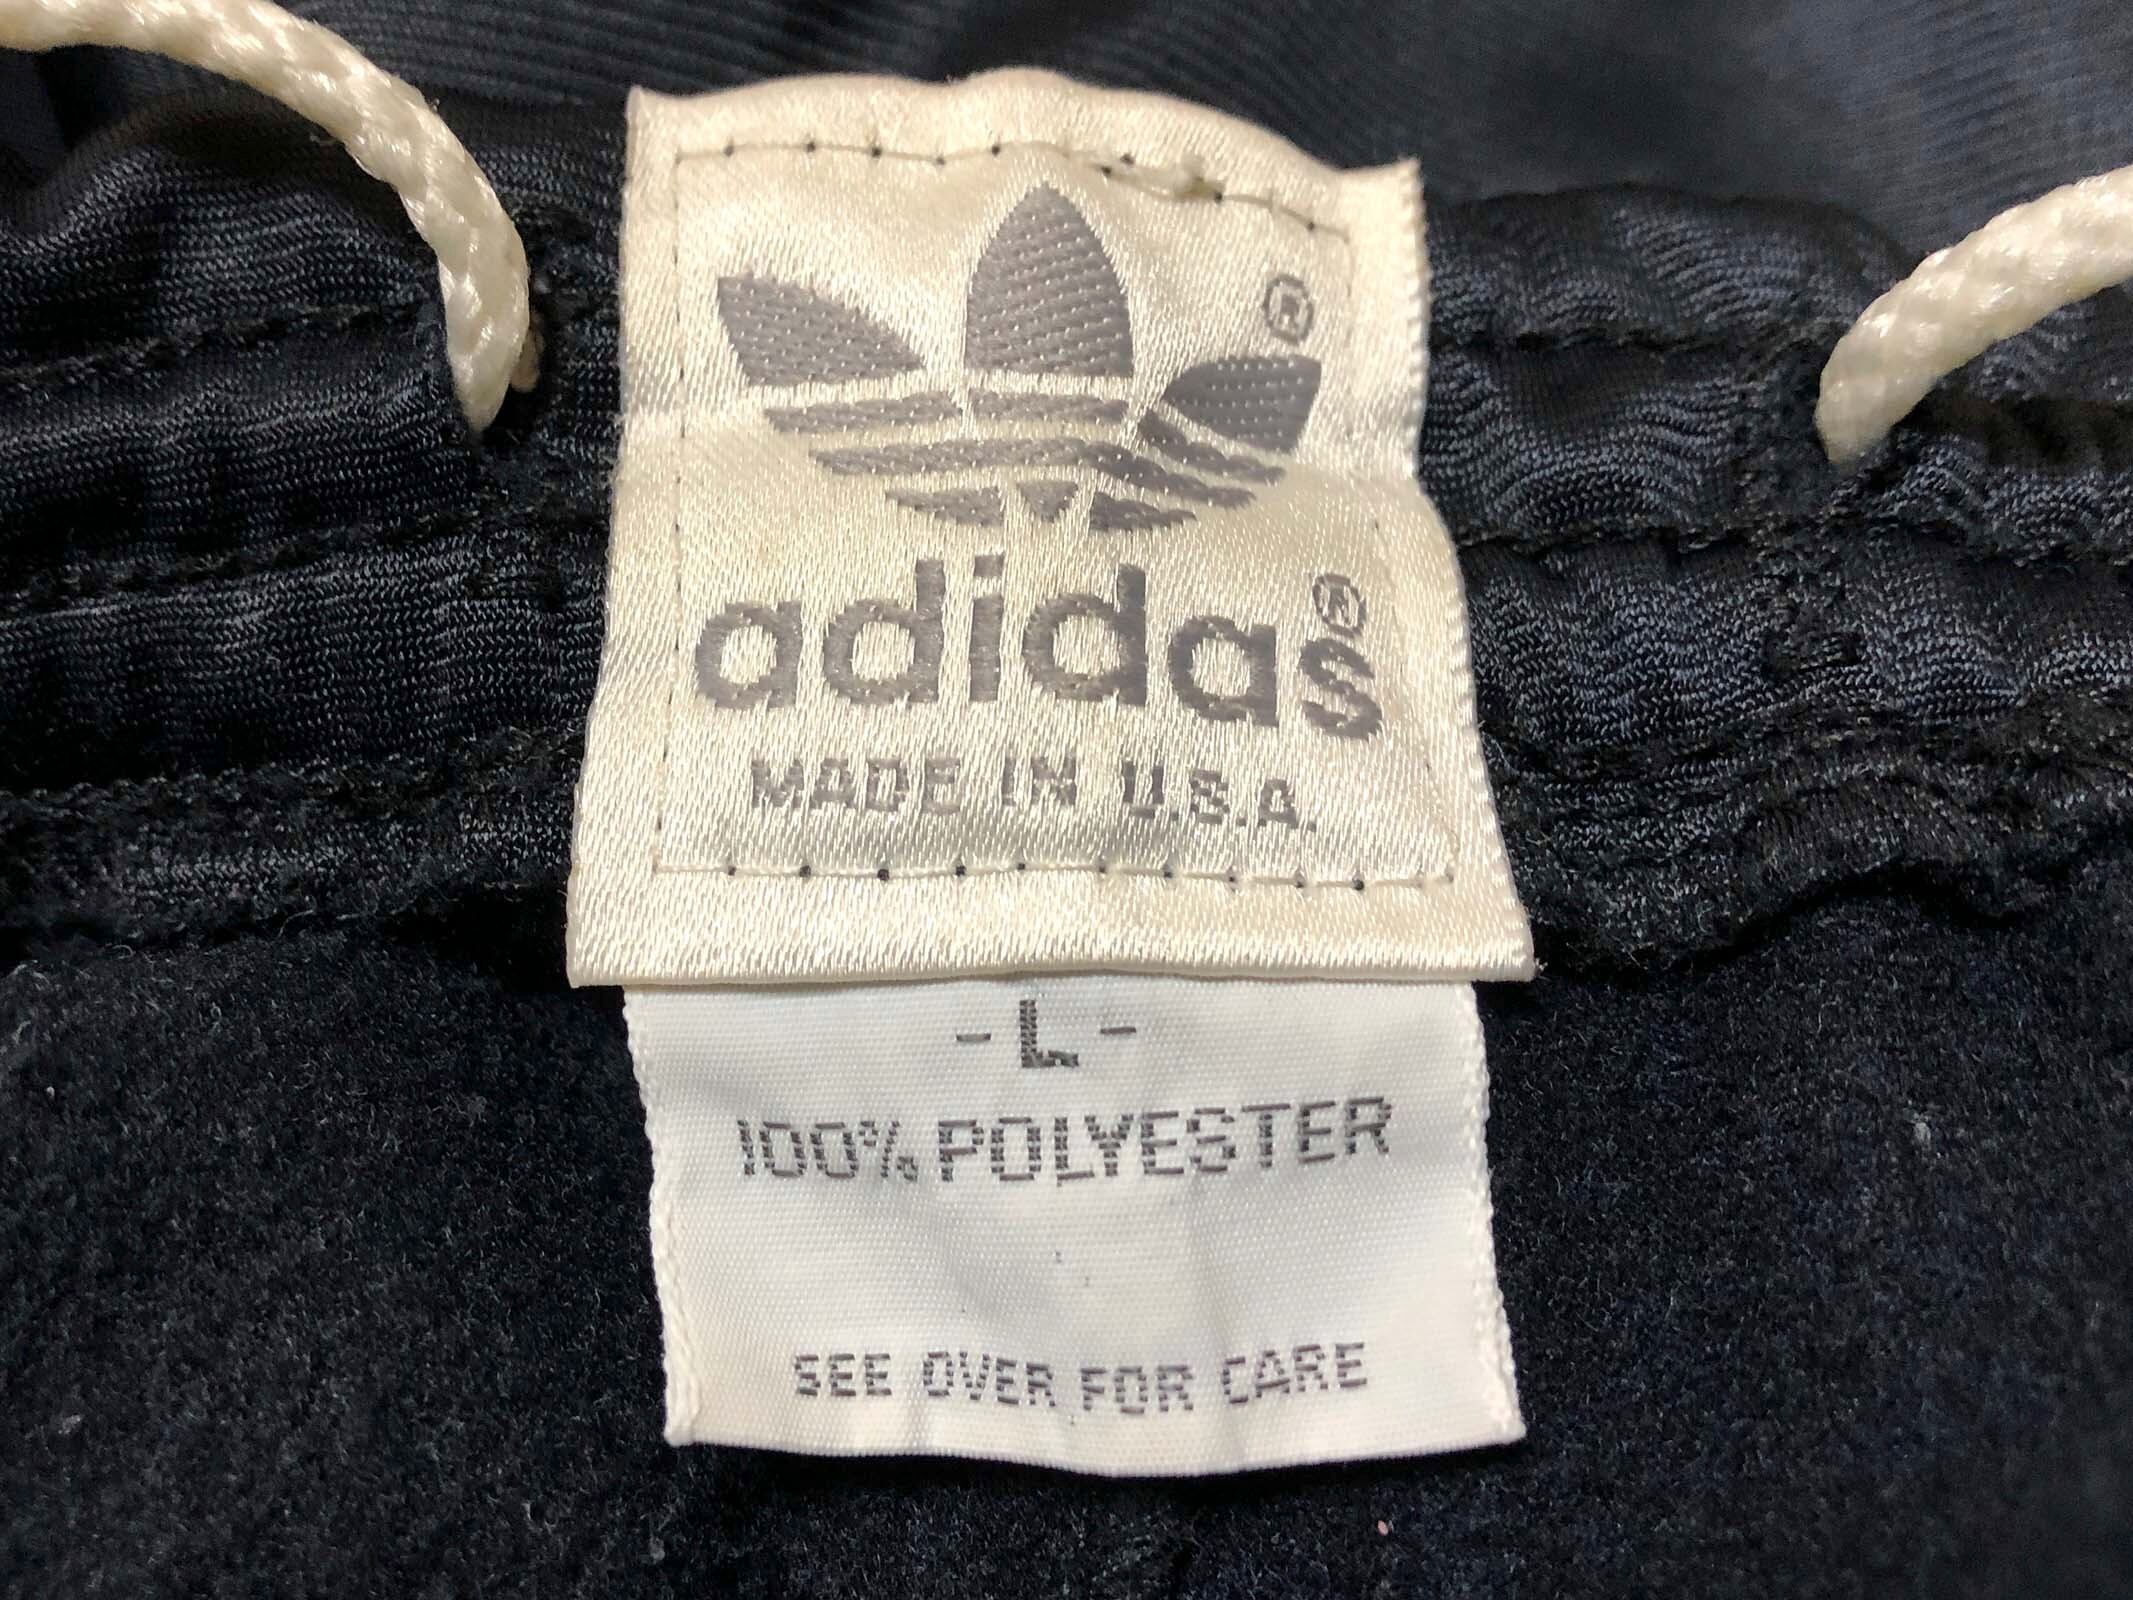 ®
adidas®
MADE IN U.S.A.
- L -
100% POLYESTER
SEE OVER FOR CARE